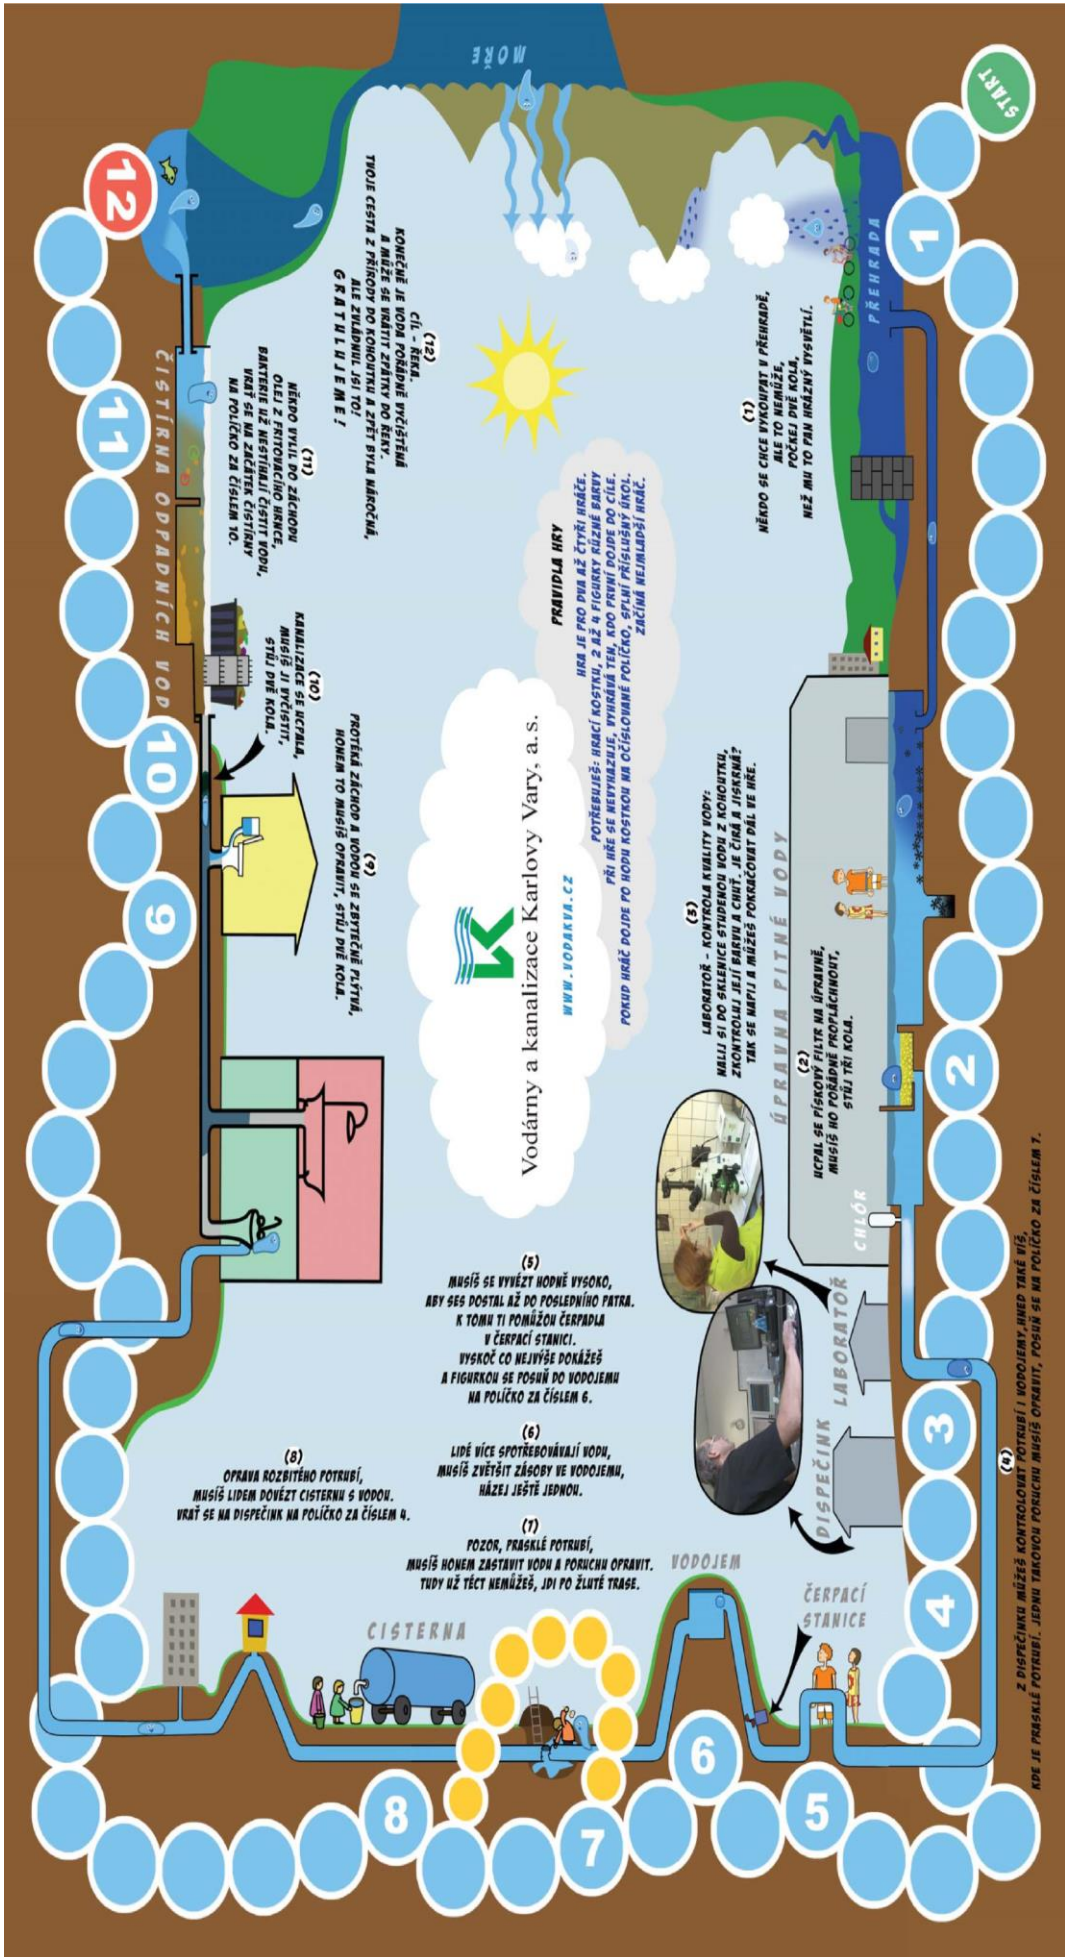 START
1
2
3
4
5
6
7
8
9
10
11
12
MOŘE
PŘEHRADA
(1)
NĚKDO SE CHCE VYKOUPAT V PŘEHRADĚ,
ALE TO NEMŮŽE,
POČKEJ DVĚ KOLA,
NEŽ MU TO PAN HRÁZNÝ VYSVĚTLÍ.
ÚPRAVNA PITNÉ VODY
(2)
UCPAL SE PÍSKOVÝ FILTR NA ÚPRAVNĚ,
MUSÍŠ HO POŘÁDNĚ PROPLÁCHNOUT,
STŮJ TŘI KOLA.
CHLÓR
(3)
LABORATOŘ - KONTROLA KVALITY VODY:
NALIJ SI DO SKLENICE STUDENOU VODU Z KOHOUTKU,
ZKONTROLUJ JEJÍ BARVU A CHUŤ. JE ČIRÁ A JISKRNÁ?
TAK SE NAPIJ A MŮŽEŠ POKRAČOVAT DÁL VE HŘE.
LABORATOŘ
DISPEČINK
(4)
Z DISPEČINKU MŮŽEŠ KONTROLOVAT POTRUBÍ I VODOJEMY, HNED TAKÉ VÍŠ,
KDE JE PRASKLÉ POTRUBÍ. JEDNU TAKOVOU PORUCHU MUSÍŠ OPRAVIT, POSUŇ SE NA POLÍČKO ZA ČÍSLEM 7.
PRAVIDLA HRY
HRA JE PRO DVA AŽ ČTYŘI HRÁČE.
POTŘEBUJEŠ: HRACÍ KOSTKU, 2 AŽ 4 FIGURKY RŮZNÉ BARVY
PŘI HŘE SE NEVYHAZUJE, VYHRÁVÁ TEN, KDO PRVNÍ DOJDE DO CÍLE.
POKUD HRÁČ DOJDE PO HODU KOSTKOU NA OČÍSLOVANÉ POLÍČKO, SPLNÍ PŘÍSLUŠNÝ ÚKOL.
ZAČÍNÁ NEJMLADŠÍ HRÁČ.
Vodárny a kanalizace Karlovy Vary, a.s.
WWW.VODAKVA.CZ
(5)
MUSÍŠ SE VYVÉZT HODNĚ VYSOKO,
ABY SES DOSTAL AŽ DO POSLEDNÍHO PATRA.
K TOMU TI POMŮŽOU ČERPADLA
V ČERPACÍ STANICI.
VYSKOČ CO NEJVÝŠE DOKÁŽEŠ
A FIGURKOU SE POSUŇ DO VODOJEMU
NA POLÍČKO ZA ČÍSLEM 6.
(6)
LIDÉ VÍCE SPOTŘEBOVÁVAJÍ VODU,
MUSÍŠ ZVĚTŠIT ZÁSOBY VE VODOJEMU,
HÁZEJ JEŠTĚ JEDNOU.
(7)
POZOR, PRASKLÉ POTRUBÍ,
MUSÍŠ HONEM ZASTAVIT VODU A PORUCHU OPRAVIT.
TUDY UŽ TÉCT NEMŮŽEŠ, JDI PO ŽLUTÉ TRASE.
(8)
OPRAVA ROZBITÉHO POTRUBÍ,
MUSÍŠ LIDEM DOVÉZT CISTERNU S VODOU.
VRAŤ SE NA DISPEČINK NA POLÍČKO ZA ČÍSLEM 4.
VODOJEM
ČERPACÍ
STANICE
CISTERNA
(9)
PROTÉKÁ ZÁCHOD A VODOU SE ZBYTEČNĚ PLÝTVÁ,
HONEM TO MUSÍŠ OPRAVIT, STŮJ DVĚ KOLA.
(10)
KANALIZACE SE UCPALA,
MUSÍŠ JI VYČISTIT,
STŮJ DVĚ KOLA.
(11)
NĚKDO VYLIL DO ZÁCHODU
OLEJ Z FRITOVACÍHO HRNCE,
BAKTERIE UŽ NESTÍHAJÍ ČISTIT VODU,
VRAŤ SE NA ZAČÁTEK ČISTÍRNY
NA POLÍČKO ZA ČÍSLEM 10.
ČISTÍRNA ODPADNÍCH VOD
(12)
CÍL - ŘEKA.
KONEČNĚ JE VODA POŘÁDNĚ VYČIŠTĚNÁ
A MŮŽE SE VRÁTIT ZPÁTKY DO ŘEKY.
TVOJE CESTA Z PŘÍRODY DO KOHOUTKU A ZPĚT BYLA NÁROČNÁ,
ALE ZVLÁDNUL JSI TO!
GRATULUJEME!